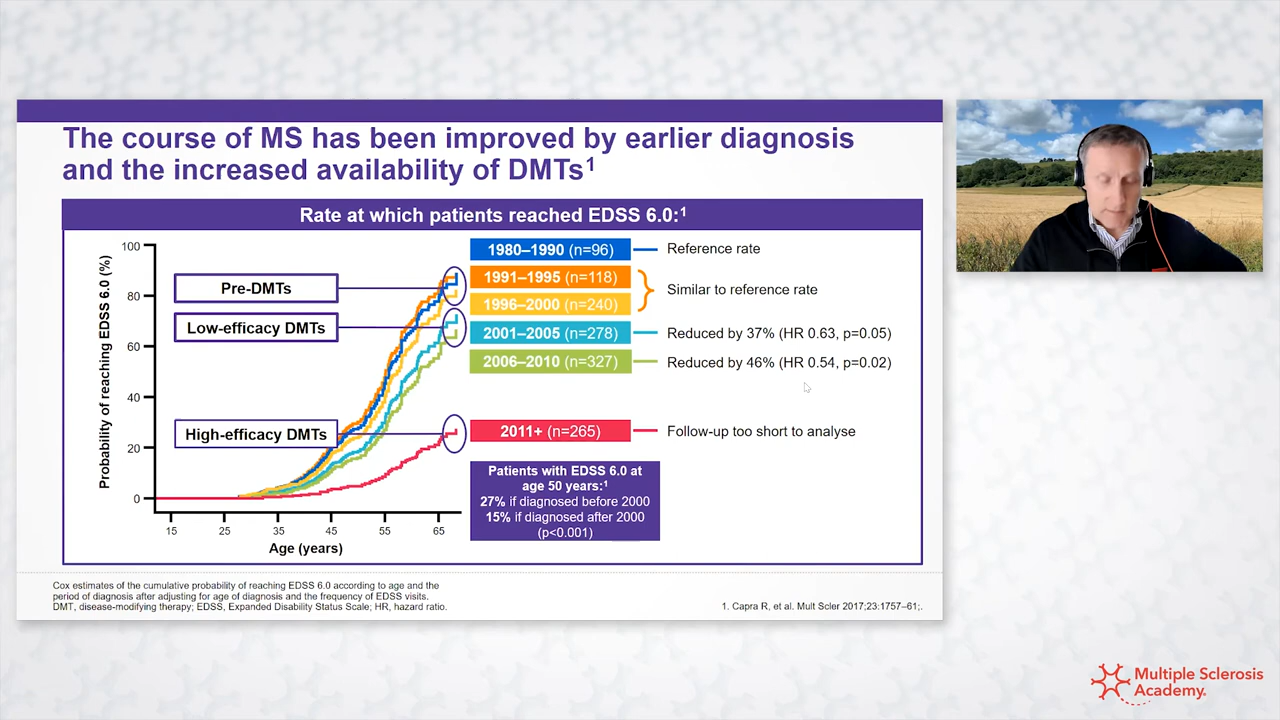 The course of MS has been improved by earlier diagnosis
and the increased availability of DMTs¹
Rate at which patients reached EDSS 6.0:¹
Probability of reaching EDSS 6.0 (%)
100
80
60
40
20
0
15
25
35
45
55
65
Age (years)
Pre-DMTs
Low-efficacy DMTs
High-efficacy DMTs
1980–1990 (n=96)
Reference rate
1991–1995 (n=118)
1996–2000 (n=240)
Similar to reference rate
2001–2005 (n=278)
Reduced by 37% (HR 0.63, p=0.05)
2006–2010 (n=327)
Reduced by 46% (HR 0.54, p=0.02)
2011+ (n=265)
Follow-up too short to analyse
Patients with EDSS 6.0 at
age 50 years:¹
27% if diagnosed before 2000
15% if diagnosed after 2000
(p<0.001)
Cox estimates of the cumulative probability of reaching EDSS 6.0 according to age and the
period of diagnosis after adjusting for age of diagnosis and the frequency of EDSS visits.
DMT, disease-modifying therapy; EDSS, Expanded Disability Status Scale; HR, hazard ratio.
1. Capra R, et al. Mult Scler 2017;23:1757–61;.
Multiple Sclerosis
Academy.